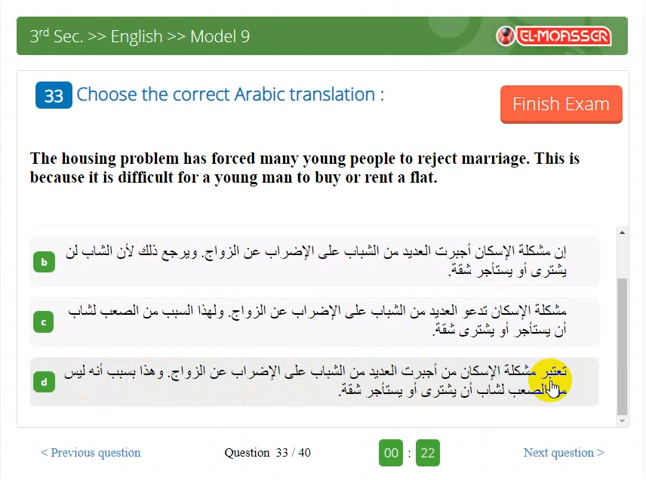 3rd Sec. >> English >> Model 9
EL-MOASSER
33 Choose the correct Arabic translation :
Finish Exam
The housing problem has forced many young people to reject marriage. This is
because it is difficult for a young man to buy or rent a flat.
b
إن مشكلة الإسكان أجبرت العديد من الشباب على الإضراب عن الزواج. ويرجع ذلك لأن الشاب لن
يشترى أو يستأجر شقة.
c
مشكلة الإسكان تدعو العديد من الشباب على الإضراب عن الزواج. ولهذا السبب من الصعب لشاب
أن يستأجر أو يشترى شقة.
d
تعتبر مشكلة الإسكان من أجبرت العديد من الشباب على الإضراب عن الزواج. وهذا بسبب أنه ليس
من الصعب لشاب أن يشترى أو يستأجر شقة.
< Previous question
Question 33 / 40
00 : 22
Next question >